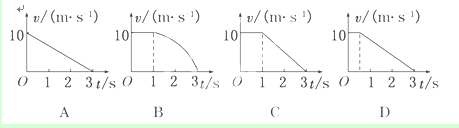 v/(m· s ¹) v/(m· s ¹) v/(m· s ¹) v/(m· s ¹)
10 10 10 10
O 1 2 3 t/s O 1 2 3 t/s O 1 2 3 t/s O 1 2 3 t/s
A B C D